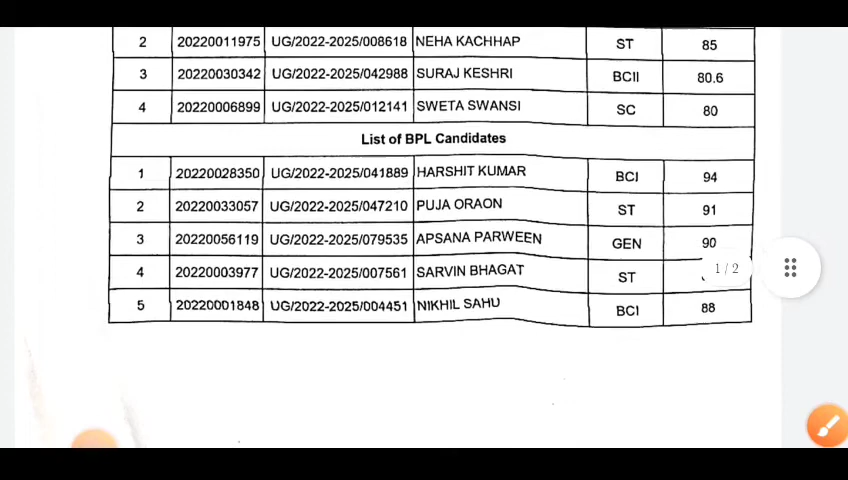 2 20220011975 UG/2022-2025/008618 NEHA KACHHAP ST 85
3 20220030342 UG/2022-2025/042988 SURAJ KESHRI BCII 80.6
4 20220006899 UG/2022-2025/012141 SWETA SWANSI SC 80
List of BPL Candidates
1 20220028350 UG/2022-2025/041889 HARSHIT KUMAR BCI 94
2 20220033057 UG/2022-2025/047210 PUJA ORAON ST 91
3 20220056119 UG/2022-2025/079535 APSANA PARWEEN GEN 90
4 20220003977 UG/2022-2025/007561 SARVIN BHAGAT ST
1 / 2
5 20220001848 UG/2022-2025/004451 NIKHIL SAHU BCI 88